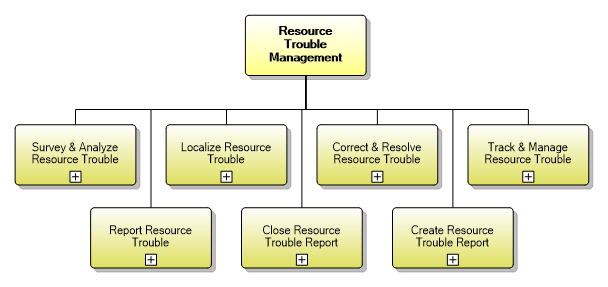 Resource
Trouble
Management
Survey & Analyze
Resource Trouble
Localize Resource
Trouble
Correct & Resolve
Resource Trouble
Track & Manage
Resource Trouble
Report Resource
Trouble
Close Resource
Trouble Report
Create Resource
Trouble Report